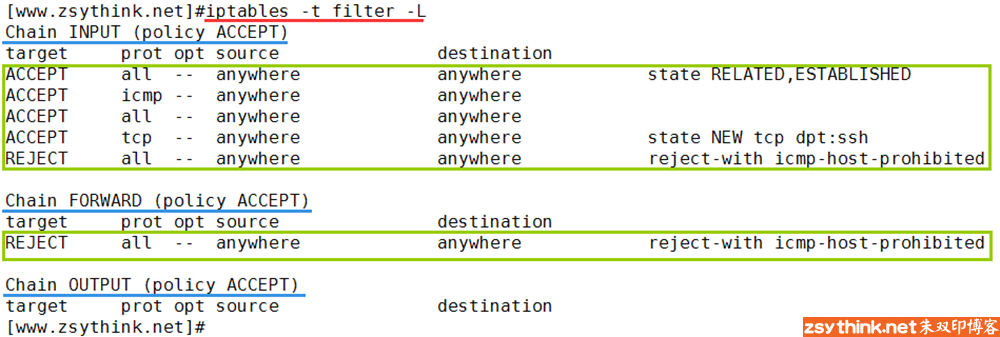 [www.zsythink.net]#iptables -t filter -L
Chain INPUT (policy ACCEPT)
target     prot opt source               destination
ACCEPT     all  --  anywhere             anywhere             state RELATED,ESTABLISHED
ACCEPT     icmp --  anywhere             anywhere
ACCEPT     all  --  anywhere             anywhere
ACCEPT     tcp  --  anywhere             anywhere             state NEW tcp dpt:ssh
REJECT     all  --  anywhere             anywhere             reject-with icmp-host-prohibited
Chain FORWARD (policy ACCEPT)
target     prot opt source               destination
REJECT     all  --  anywhere             anywhere             reject-with icmp-host-prohibited
Chain OUTPUT (policy ACCEPT)
target     prot opt source               destination
[www.zsythink.net]#
zsythink.net朱双印博客